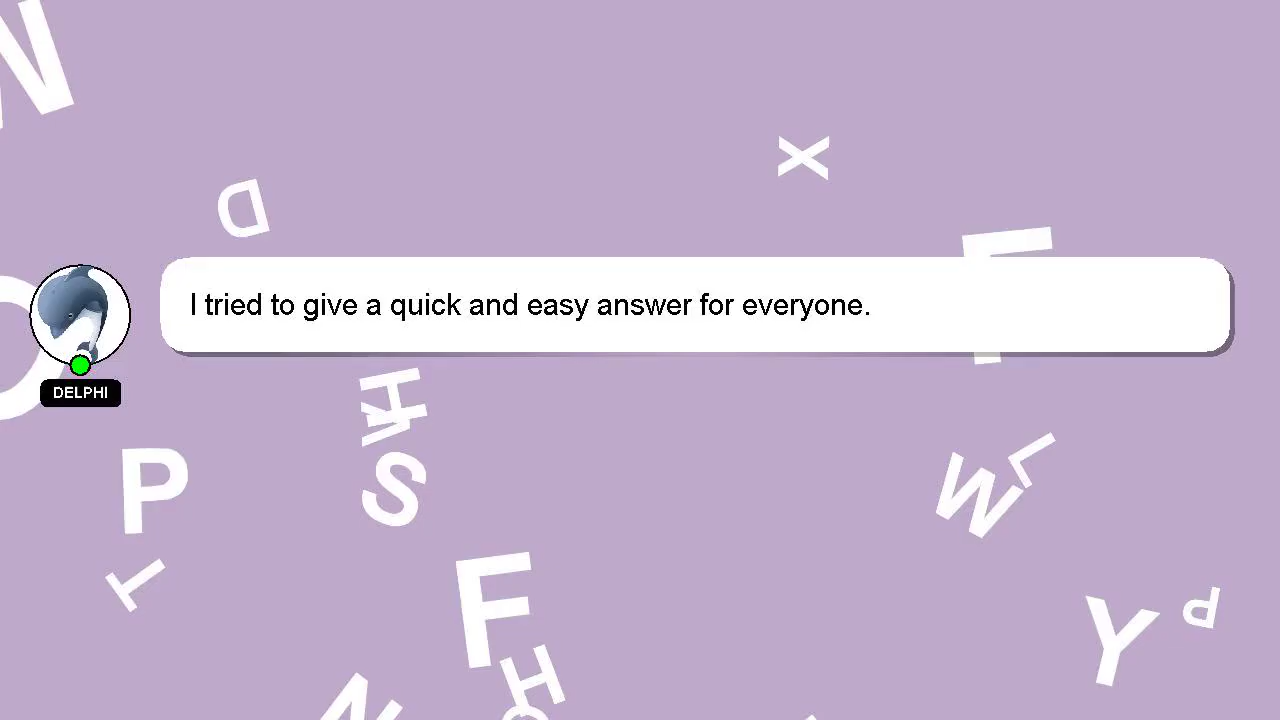 N
D
X
I tried to give a quick and easy answer for everyone.
DELPHI
H
S
P
W
L
T
F
Y
P
H
N